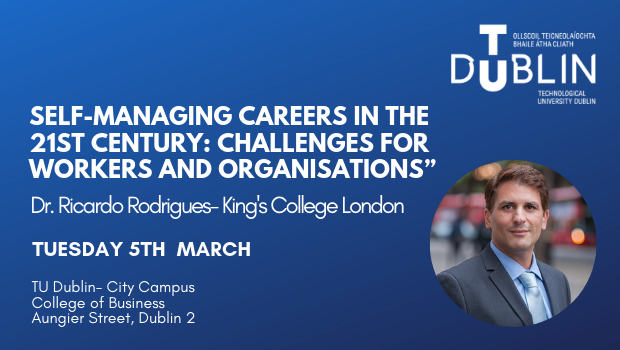 TU
DUBLIN
OLLSCOIL TEICNEOLAÍOCHTA
BHAILE ÁTHA CLIATH
TECHNOLOGICAL
UNIVERSITY DUBLIN
SELF-MANAGING CAREERS IN THE
21ST CENTURY: CHALLENGES FOR
WORKERS AND ORGANISATIONS”
Dr. Ricardo Rodrigues- King's College London
TUESDAY 5TH MARCH
TU Dublin- City Campus
College of Business
Aungier Street, Dublin 2